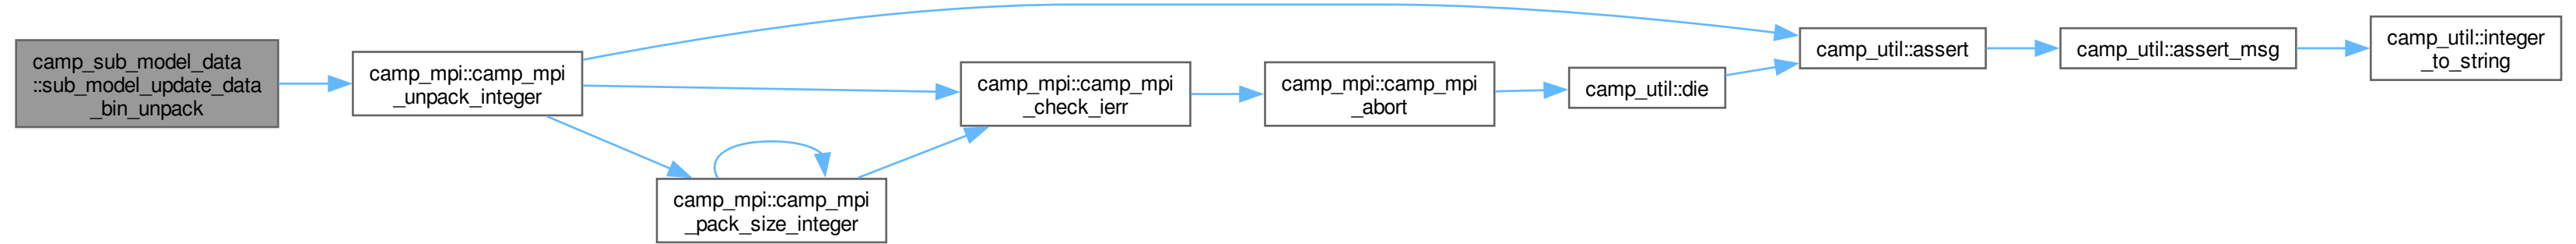 camp_sub_model_data
::sub_model_update_data
_bin_unpack
camp_mpi::camp_mpi
_unpack_integer
camp_mpi::camp_mpi
_pack_size_integer
camp_mpi::camp_mpi
_check_ierr
camp_mpi::camp_mpi
_abort
camp_util::die
camp_util::assert
camp_util::assert_msg
camp_util::integer
_to_string